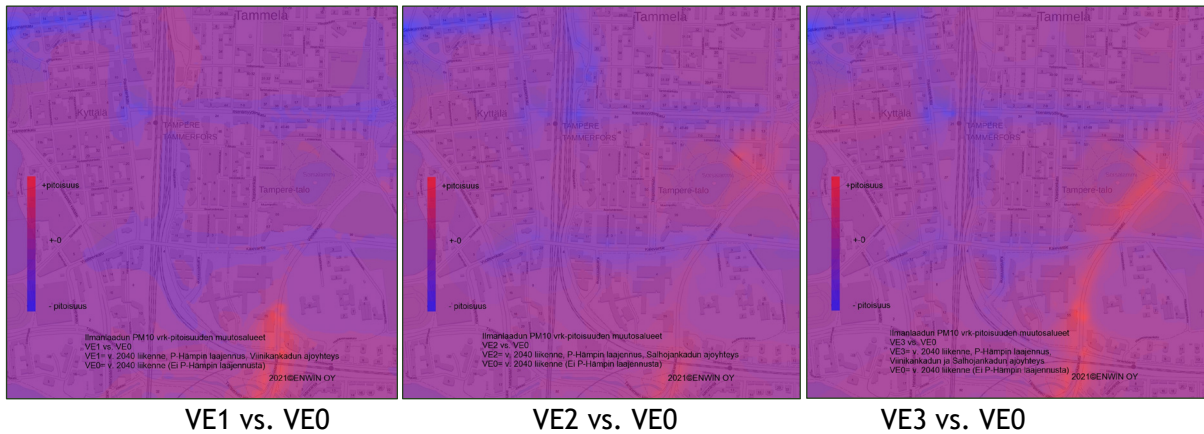 Tammela
Kyttälä
TAMPERE
TAMMERFORS
Tampere-talo
+pitoisuus
+-0
- pitoisuus
Ilmanlaadun PM10 vrk-pitoisuuden muutosalueet
VE1 vs. VE0
VE1= v. 2040 liikenne, P-Hämpin laajennus, Viinikankadun ajoyhteys
VE0= v. 2040 liikenne (Ei P-Hämpin laajennusta)
2021©ENWIN OY
VE1 vs. VE0
Tammela
Kyttälä
TAMPERE
TAMMERFORS
Tampere-talo
+pitoisuus
+-0
- pitoisuus
Ilmanlaadun PM10 vrk-pitoisuuden muutosalueet
VE2 vs. VE0
VE2= v. 2040 liikenne, P-Hämpin laajennus, Salhojankadun ajoyhteys
VE0= v. 2040 liikenne (Ei P-Hämpin laajennusta)
2021©ENWIN OY
VE2 vs. VE0
Tammela
Kyttälä
TAMPERE
TAMMERFORS
Tampere-talo
+pitoisuus
+-0
- pitoisuus
Ilmanlaadun PM10 vrk-pitoisuuden muutosalueet
VE3 vs. VE0
VE3= v. 2040 liikenne, P-Hämpin laajennus,
Viinikankadun ja Salhojankadun ajoyhteys
VE0= v. 2040 liikenne (Ei P-Hämpin laajennusta)
2021©ENWIN OY
VE3 vs. VE0